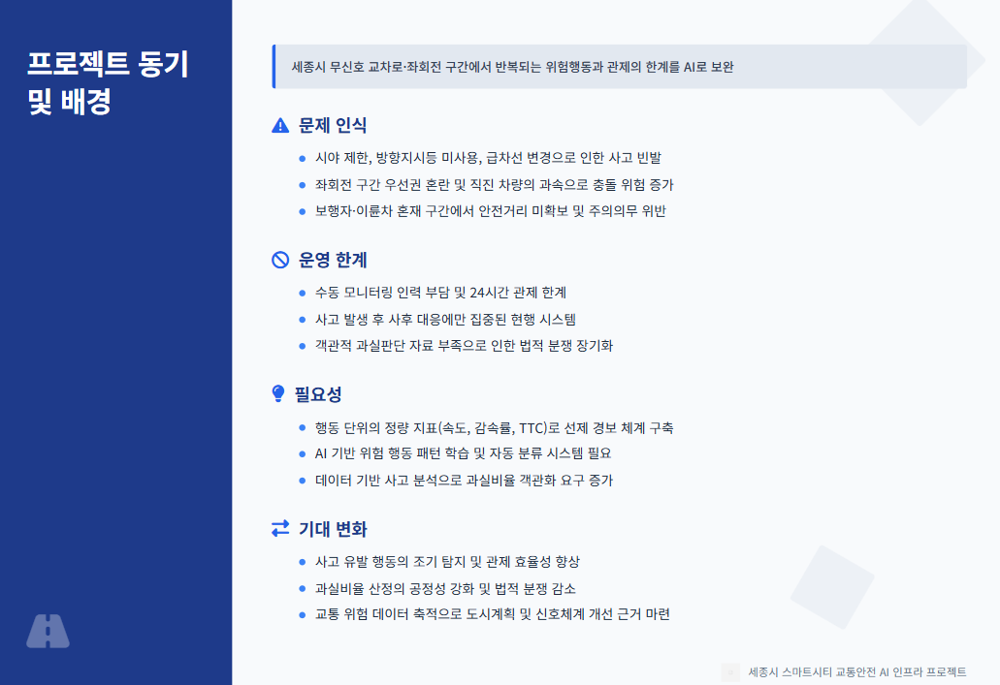 프로젝트 동기
및 배경
세종시 무신호 교차로·좌회전 구간에서 반복되는 위험행동과 관제의 한계를 AI로 보완
문제 인식
시야 제한, 방향지시등 미사용, 급차선 변경으로 인한 사고 빈발
좌회전 구간 우선권 혼란 및 직진 차량의 과속으로 충돌 위험 증가
보행자·이륜차 혼재 구간에서 안전거리 미확보 및 주의의무 위반
운영 한계
수동 모니터링 인력 부담 및 24시간 관제 한계
사고 발생 후 사후 대응에만 집중된 현행 시스템
객관적 과실판단 자료 부족으로 인한 법적 분쟁 장기화
필요성
행동 단위의 정량 지표(속도, 감속률, TTC)로 선제 경보 체계 구축
AI 기반 위험 행동 패턴 학습 및 자동 분류 시스템 필요
데이터 기반 사고 분석으로 과실비율 객관화 요구 증가
기대 변화
사고 유발 행동의 조기 탐지 및 관제 효율성 향상
과실비율 산정의 공정성 강화 및 법적 분쟁 감소
교통 위험 데이터 축적으로 도시계획 및 신호체계 개선 근거 마련
세종시 스마트시티 교통안전 AI 인프라 프로젝트